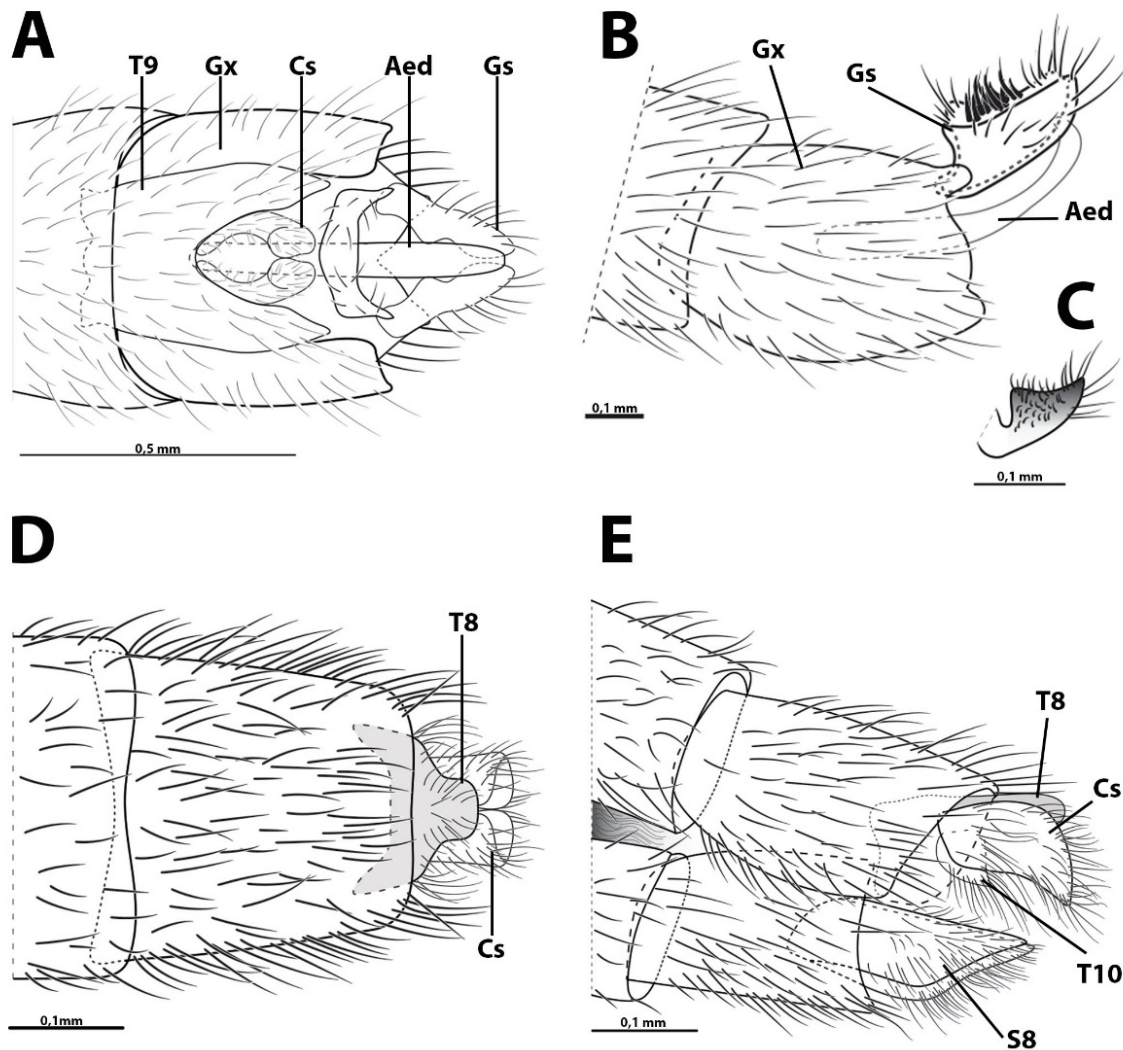 A
T9 Gx Cs Aed Gs
0,5 mm
B
Gx
Gs
Aed
0,1 mm
C
0,1 mm
D
T8
Cs
0,1mm
E
T8
Cs
T10
S8
0,1 mm